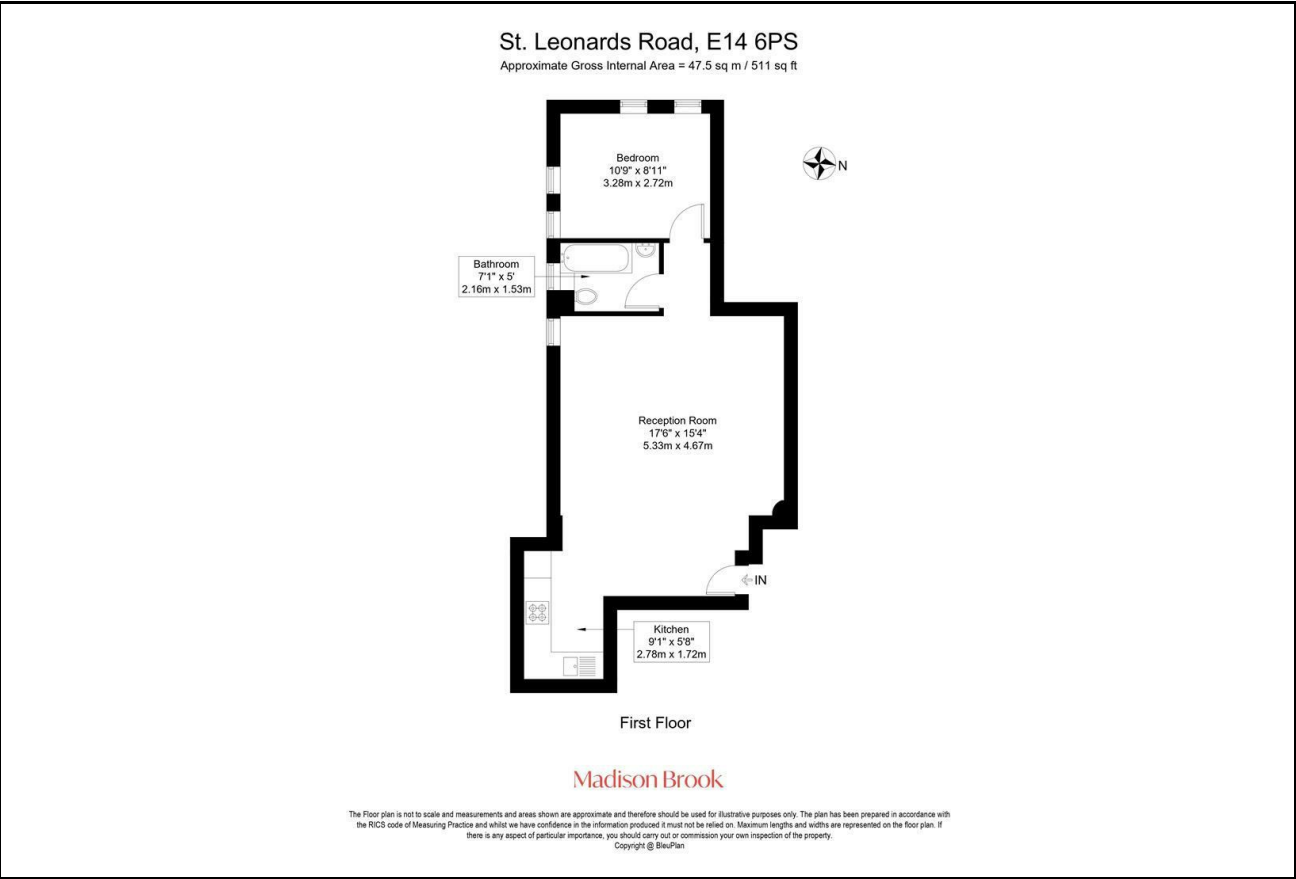 St. Leonards Road, E14 6PS
Approximate Gross Internal Area = 47.5 sq m / 511 sq ft
Bedroom
10'9" x 8'11"
3.28m x 2.72m
N
Bathroom
7'1" x 5'
2.16m x 1.53m
Reception Room
17'6" x 15'4"
5.33m x 4.67m
IN
Kitchen
9'1" x 5'8"
2.78m x 1.72m
First Floor
Madison Brook
The Floor plan is not to scale and measurements and areas shown are approximate and therefore should be used for illustrative purposes only. The plan has been prepared in accordance with
the RICS code of Measuring Practice and whilst we have confidence in the information produced it must not be relied on. Maximum lengths and widths are represented on the floor plan. If
there is any aspect of particular importance, you should carry out or commission your own inspection of the property.
Copyright @ BleuPlan